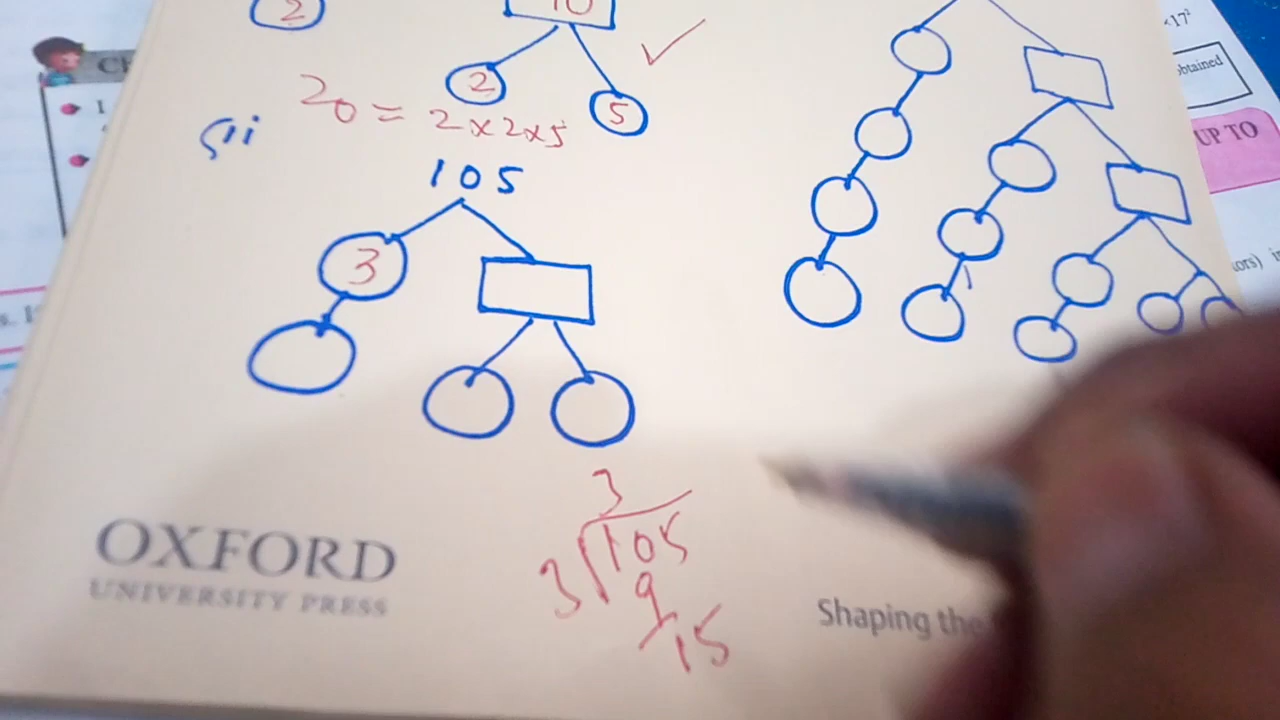 2
10
2
5
20 = 2x2x5
(ii
105
3
3
3 105
9
15
OXFORD
UNIVERSITY PRESS
Shaping the
obtained
UP TO